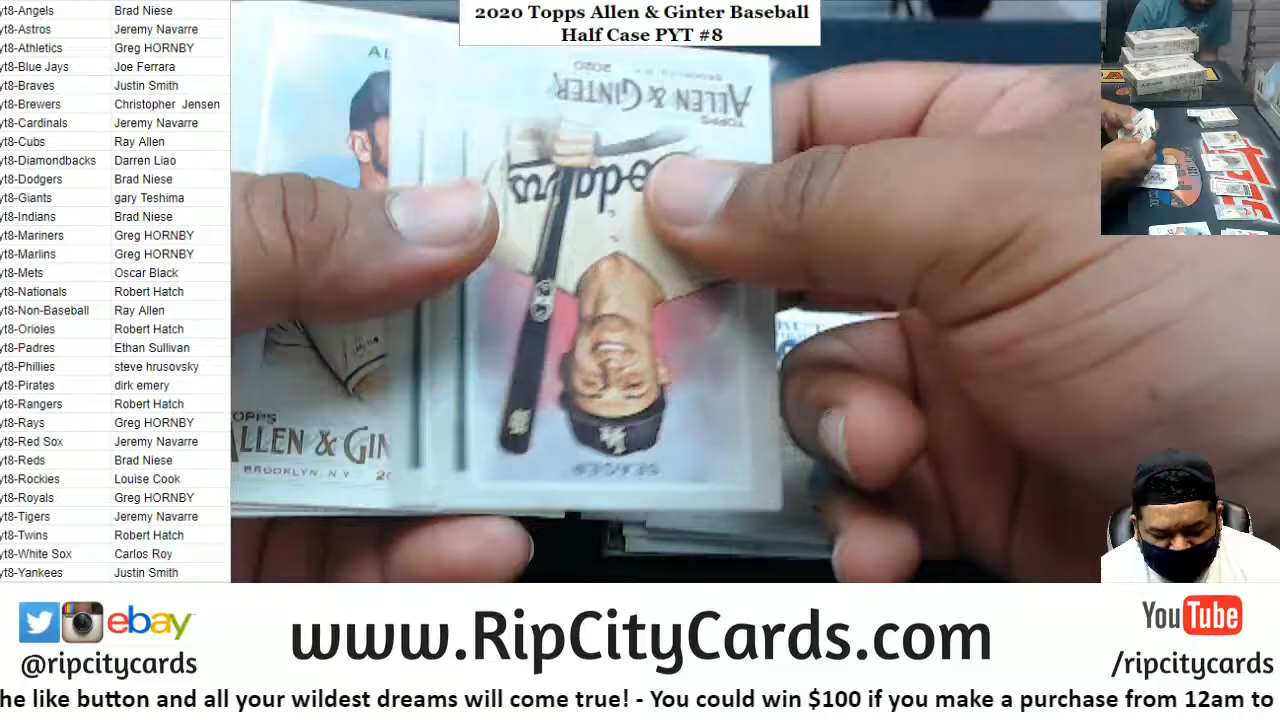 2020 Topps Allen & Ginter Baseball
Half Case PYT #8
yt8-Angels Brad Niese
yt8-Astros Jeremy Navarre
yt8-Athletics Greg HORNBY
yt8-Blue Jays Joe Ferrara
yt8-Braves Justin Smith
yt8-Brewers Christopher Jensen
yt8-Cardinals Jeremy Navarre
yt8-Cubs Ray Allen
yt8-Diamondbacks Darren Liao
yt8-Dodgers Brad Niese
yt8-Giants gary Teshima
yt8-Indians Brad Niese
yt8-Mariners Greg HORNBY
yt8-Marlins Greg HORNBY
yt8-Mets Oscar Black
yt8-Nationals Robert Hatch
yt8-Non-Baseball Ray Allen
yt8-Orioles Robert Hatch
yt8-Padres Ethan Sullivan
yt8-Phillies steve hrusovsky
yt8-Pirates dirk emery
yt8-Rangers Robert Hatch
yt8-Rays Greg HORNBY
yt8-Red Sox Jeremy Navarre
yt8-Reds Brad Niese
yt8-Rockies Louise Cook
yt8-Royals Greg HORNBY
yt8-Tigers Jeremy Navarre
yt8-Twins Robert Hatch
yt8-White Sox Carlos Roy
yt8-Yankees Justin Smith
AL
TOPPS
ALLEN & GIN
BROOKLYN, N.Y. 20
TOPPS
ALLEN & GINTER
2020
Dodgers
SEAGER
ebay
@ripcitycards
www.RipCityCards.com
YouTube
/ripcitycards
he like button and all your wildest dreams will come true! - You could win $100 if you make a purchase from 12am to